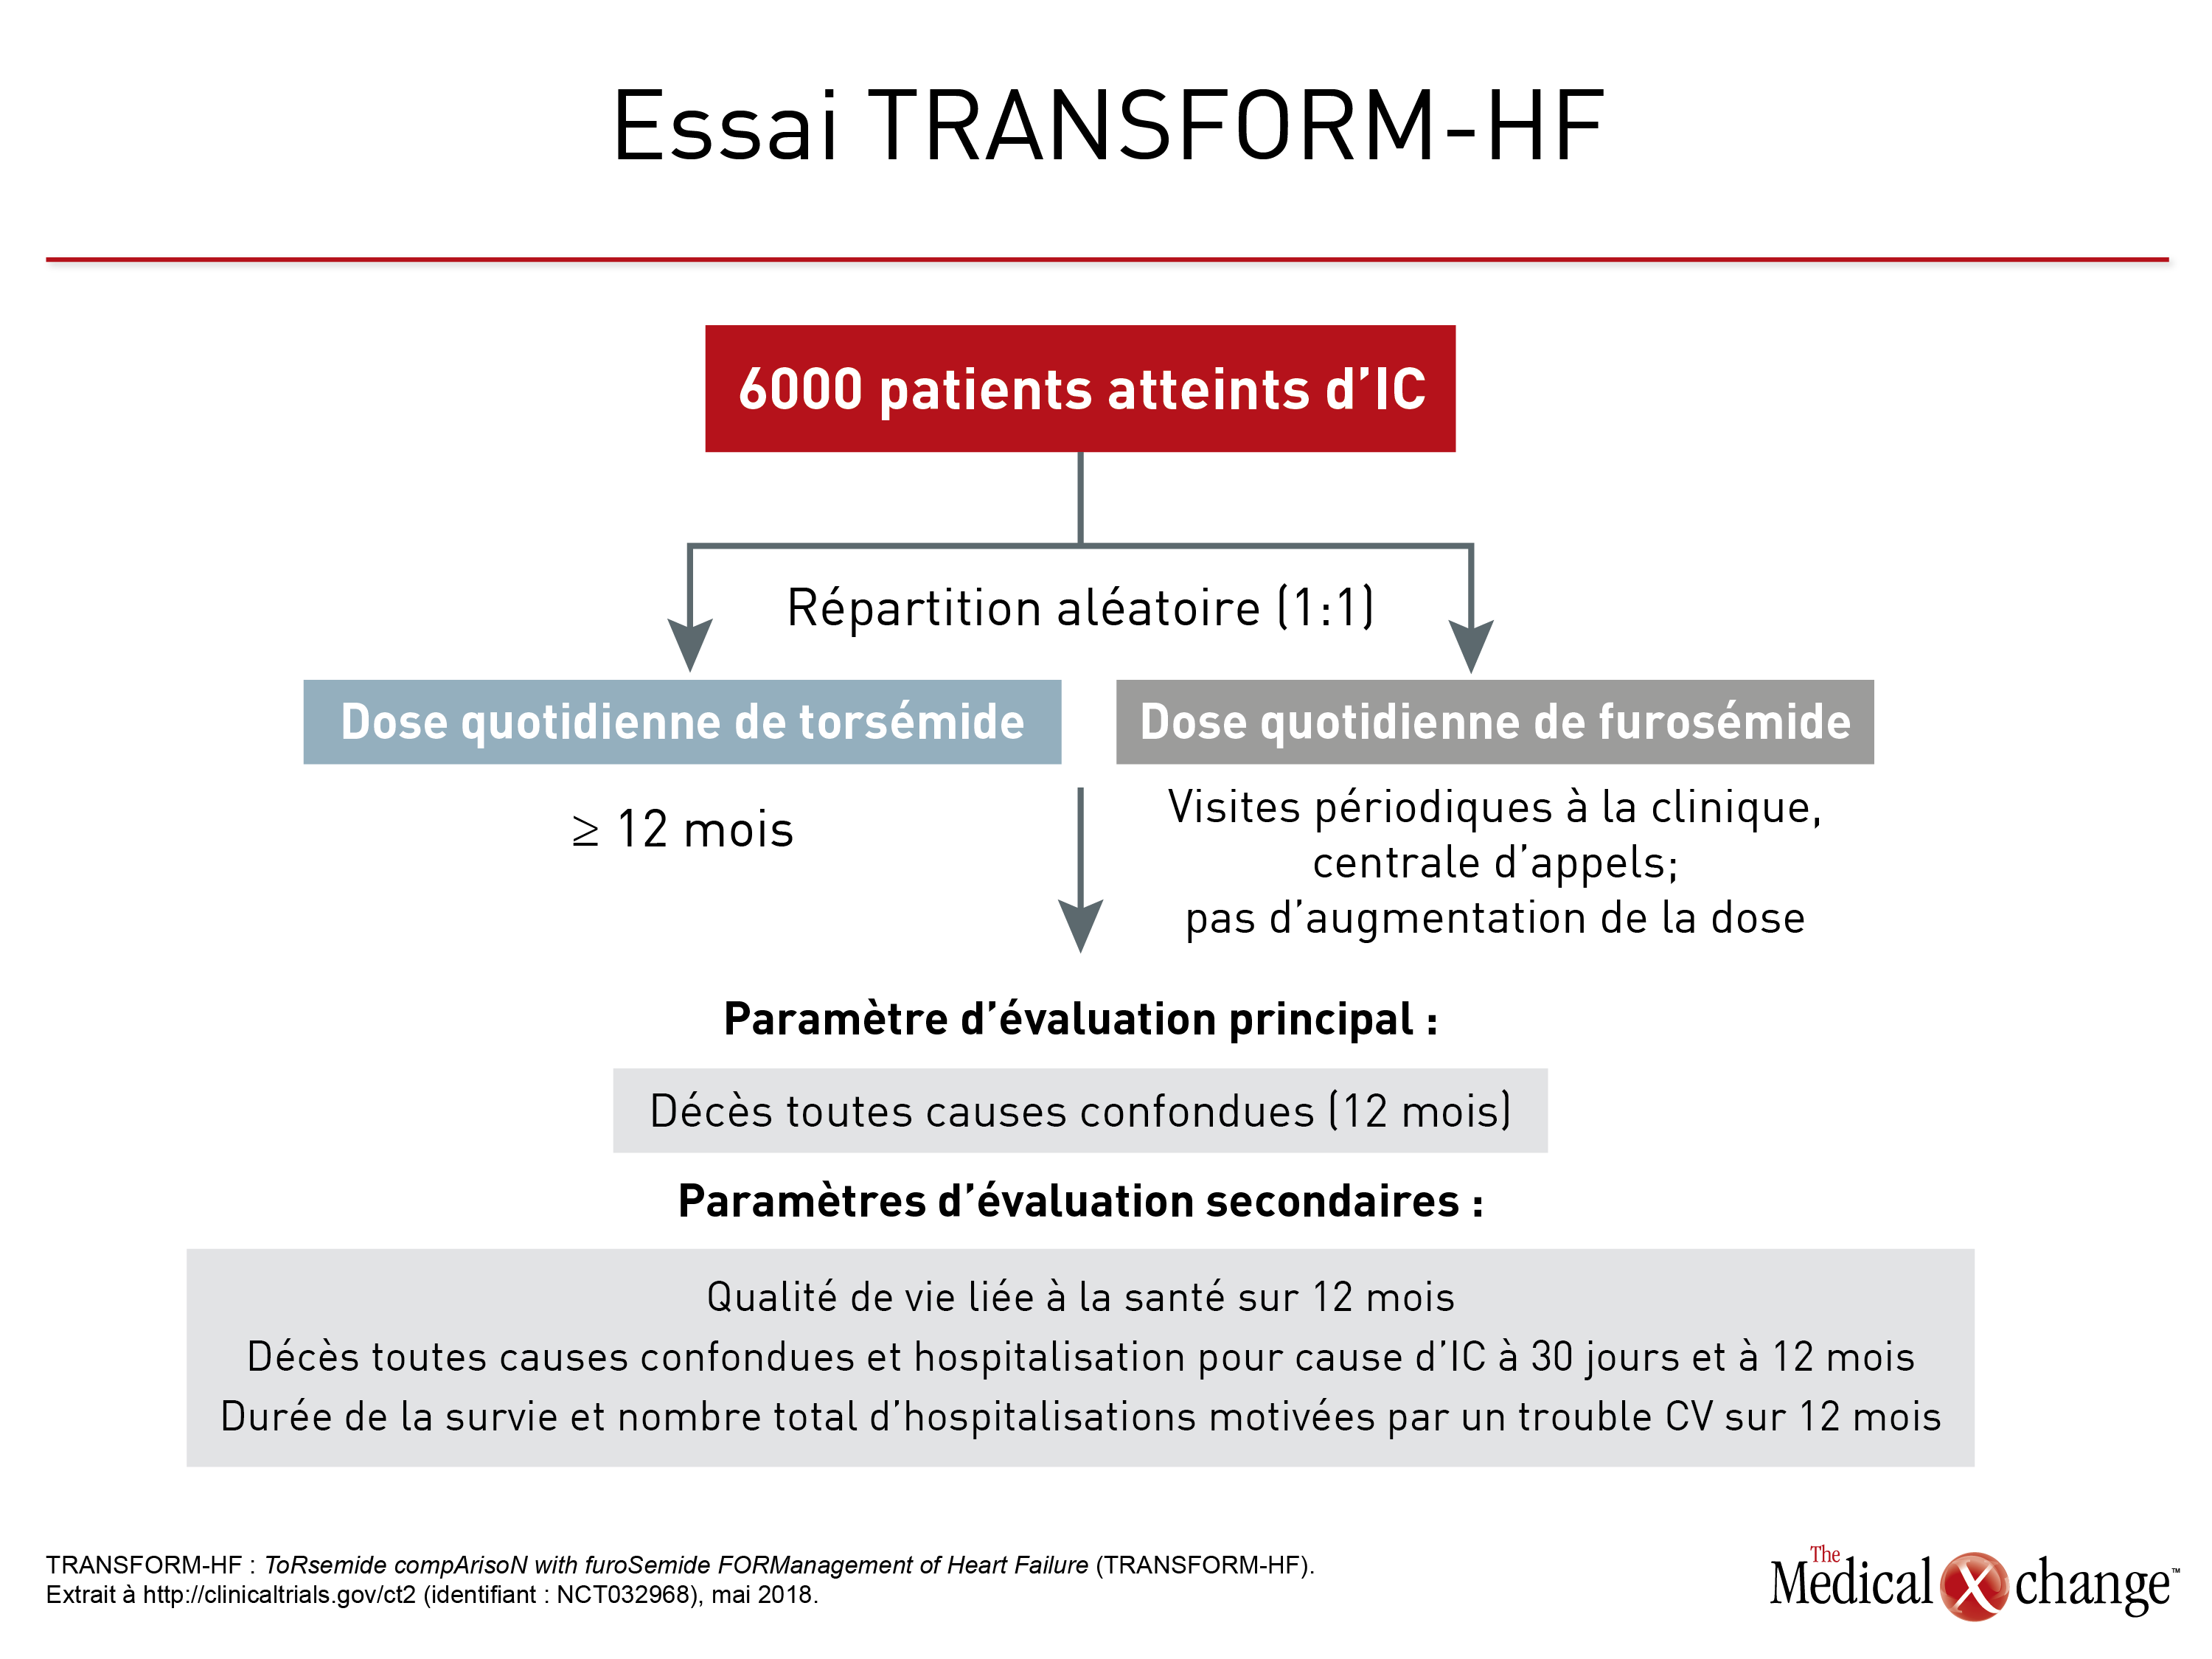 Essai TRANSFORM-HF
6000 patients atteints d’IC
Répartition aléatoire (1:1)
Dose quotidienne de torsémide
Dose quotidienne de furosémide
≥ 12 mois
Visites périodiques à la clinique,
centrale d’appels;
pas d’augmentation de la dose
Paramètre d’évaluation principal :
Décès toutes causes confondues (12 mois)
Paramètres d’évaluation secondaires :
Qualité de vie liée à la santé sur 12 mois
Décès toutes causes confondues et hospitalisation pour cause d’IC à 30 jours et à 12 mois
Durée de la survie et nombre total d’hospitalisations motivées par un trouble CV sur 12 mois
TRANSFORM-HF : ToRsemide compArisoN with furoSemide FORManagement of Heart Failure (TRANSFORM-HF).
Extrait à http://clinicaltrials.gov/ct2 (identifiant : NCT032968), mai 2018.
The Medical Xchange™